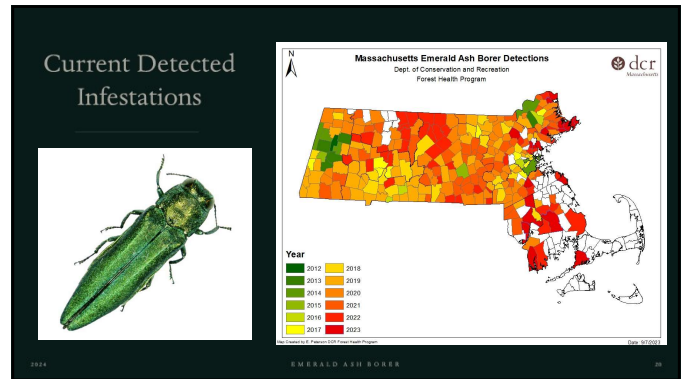 Current Detected
Infestations
N
Massachusetts Emerald Ash Borer Detections
Dept. of Conservation and Recreation
Forest Health Program
dcr
Massachusetts
Year
2012 2018
2013 2019
2014 2020
2015 2021
2016 2022
2017 2023
Map Created by E. Paterson DCR Forest Health Program
Date: 9/7/2023
2024
EMERALD ASH BORER
20